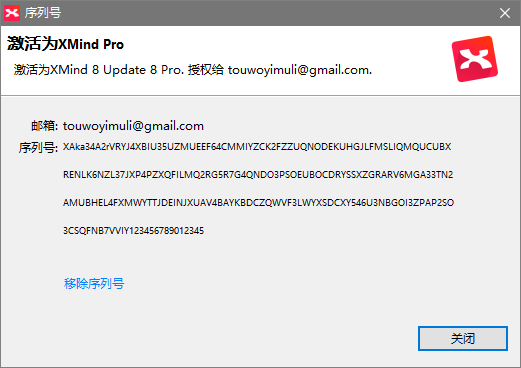 序列号
激活为XMind Pro
激活为XMind 8 Update 8 Pro. 授权给 touwoyimuli@gmail.com.
邮箱: touwoyimuli@gmail.com
序列号: XAka34A2rVRYJ4XBIU35UZMUEEF64CMMIYZCK2FZZUQNODEKUHGJLFMSLIQMQUCUBX
RENLK6NZL37JXP4PZXQFILMQ2RG5R7G4QNDO3PSOEUBOCDRYSSXZGRARV6MGA33TN2
AMUBHEL4FXMWYTTJDEINJXUAV4BAYKBDCZQWVF3LWYXSDCXY546U3NBGOI3ZPAP2SO
3CSQFNB7VVIY123456789012345
移除序列号
关闭